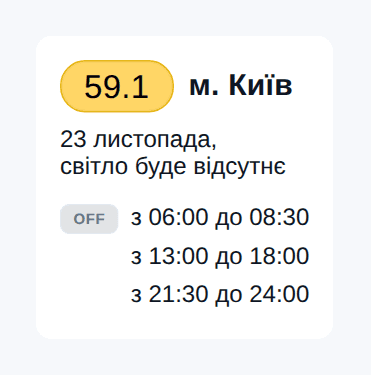 59.1 м. Київ
23 листопада,
світло буде відсутнє
OFF з 06:00 до 08:30
з 13:00 до 18:00
з 21:30 до 24:00